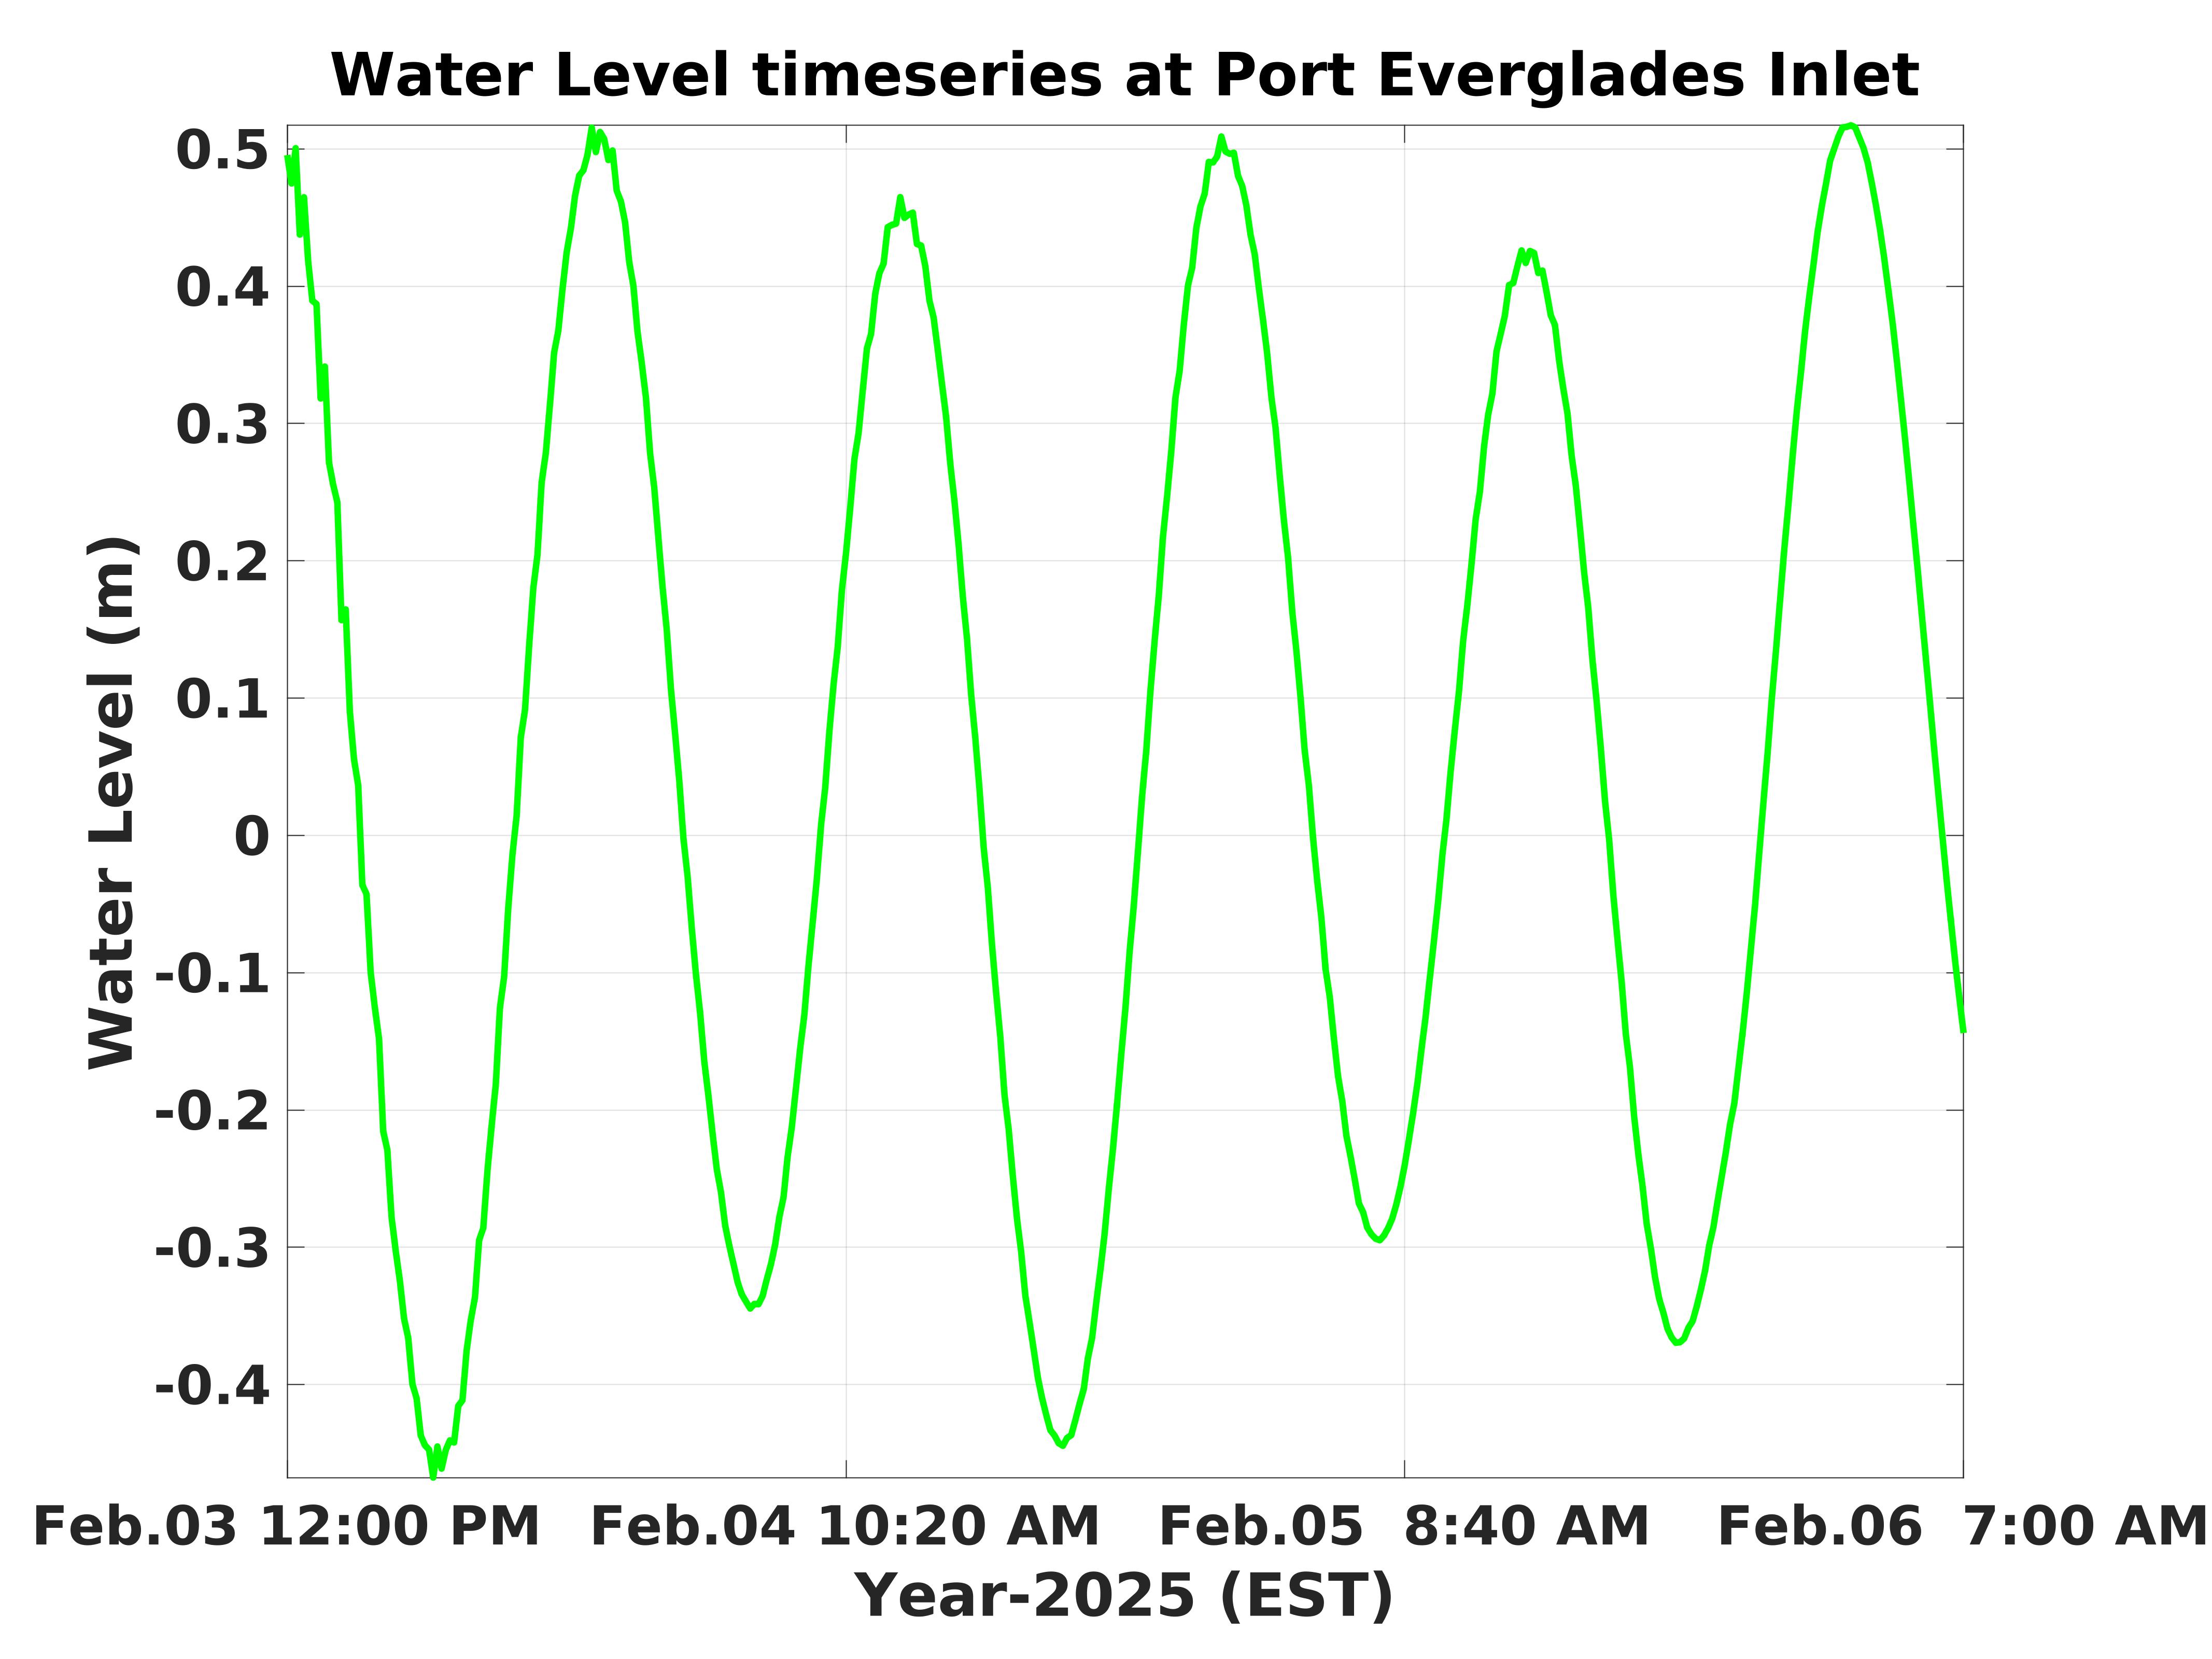 Water Level timeseries at Port Everglades Inlet
0.5
0.4
0.3
0.2
0.1
0
-0.1
-0.2
-0.3
-0.4
Water Level (m)
Feb.03 12:00 PM Feb.04 10:20 AM Feb.05 8:40 AM Feb.06 7:00 AM
Year-2025 (EST)